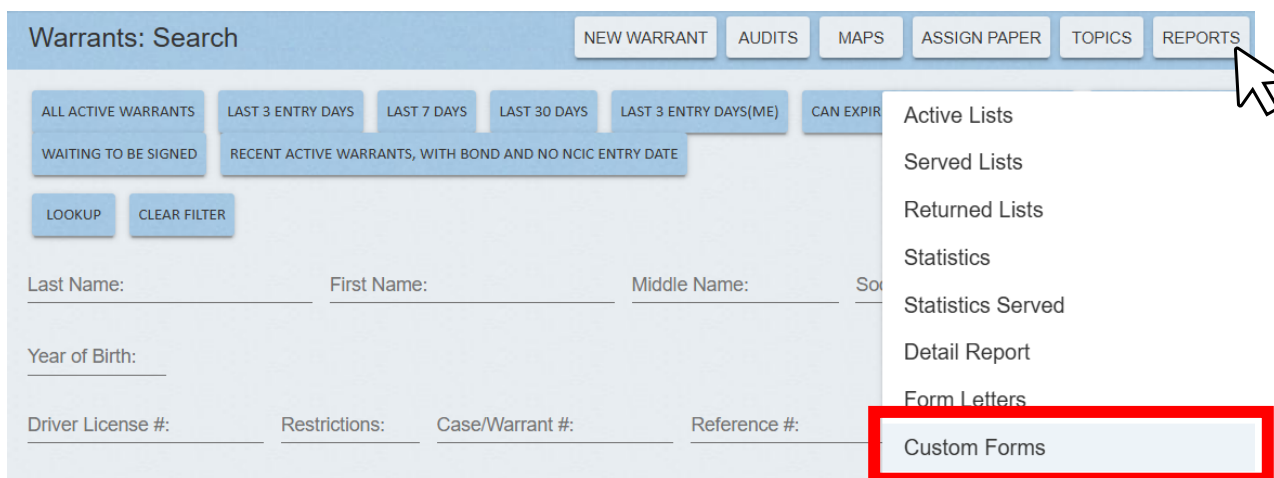 Warrants: Search NEW WARRANT AUDITS MAPS ASSIGN PAPER TOPICS REPORTS
ALL ACTIVE WARRANTS LAST 3 ENTRY DAYS LAST 7 DAYS LAST 30 DAYS LAST 3 ENTRY DAYS(ME) CAN EXPIR
WAITING TO BE SIGNED RECENT ACTIVE WARRANTS, WITH BOND AND NO NCIC ENTRY DATE
LOOKUP CLEAR FILTER
Last Name: First Name: Middle Name: Soc
Year of Birth:
Driver License #: Restrictions: Case/Warrant #: Reference #:
Active Lists
Served Lists
Returned Lists
Statistics
Statistics Served
Detail Report
Form Letters
Custom Forms